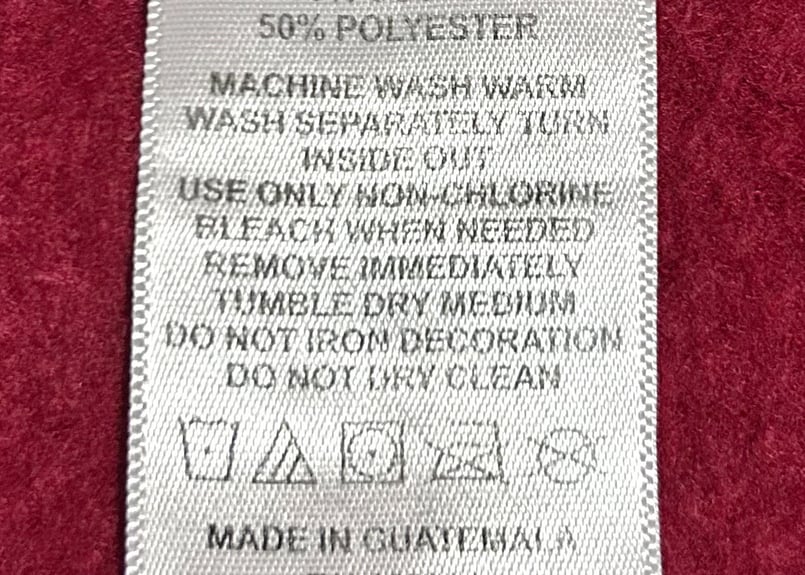 50% POLYESTER
MACHINE WASH WARM
WASH SEPARATELY TURN
INSIDE OUT
USE ONLY NON-CHLORINE
BLEACH WHEN NEEDED
REMOVE IMMEDIATELY
TUMBLE DRY MEDIUM
DO NOT IRON DECORATION
DO NOT DRY CLEAN
MADE IN GUATEMALA